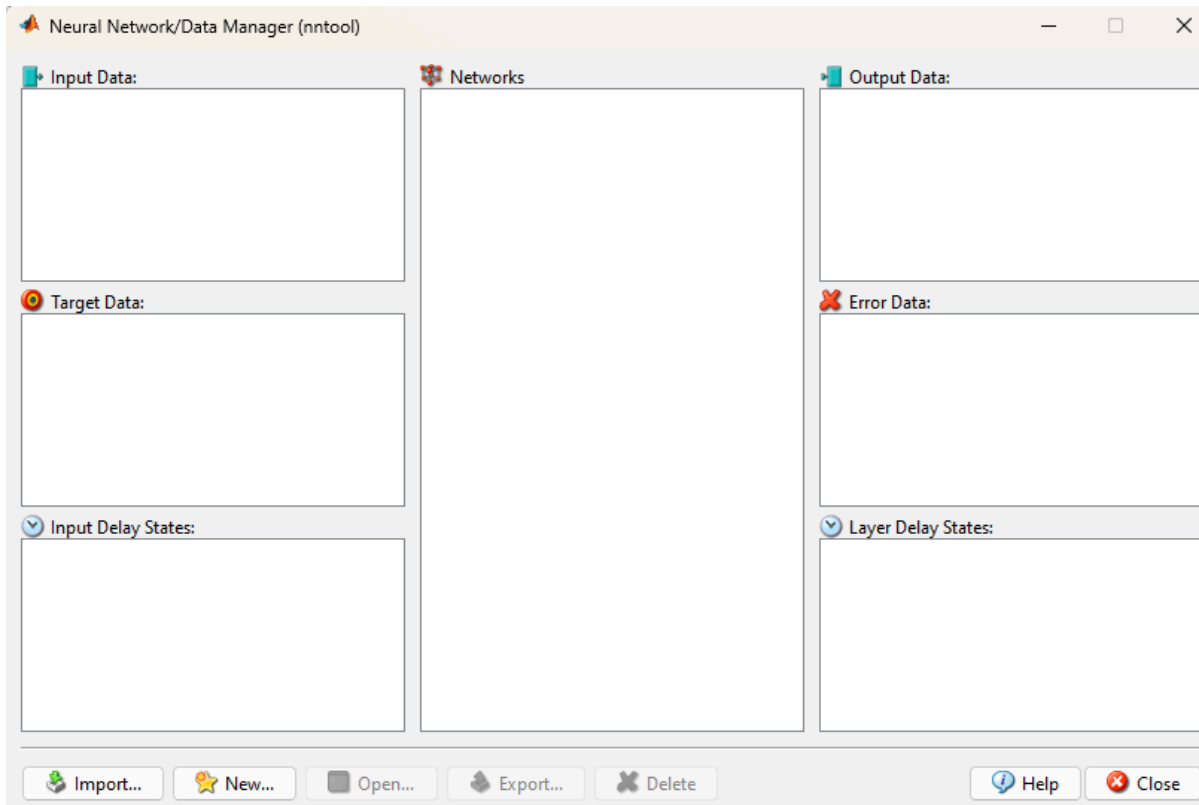 Neural Network/Data Manager (nntool)
Input Data:
Networks
Output Data:
Target Data:
Error Data:
Input Delay States:
Layer Delay States:
Import...
New...
Open...
Export...
Delete
Help
Close